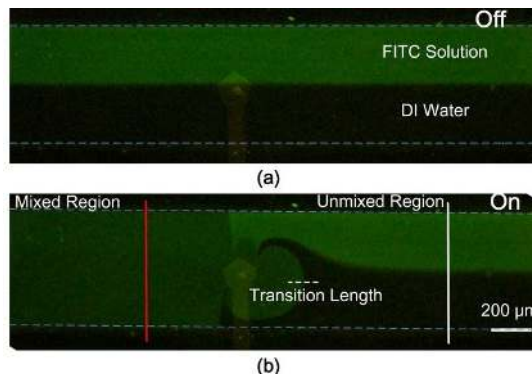 Off
FITC Solution
DI Water
(a)
Mixed Region
Unmixed Region
On
Transition Length
200 μm
(b)